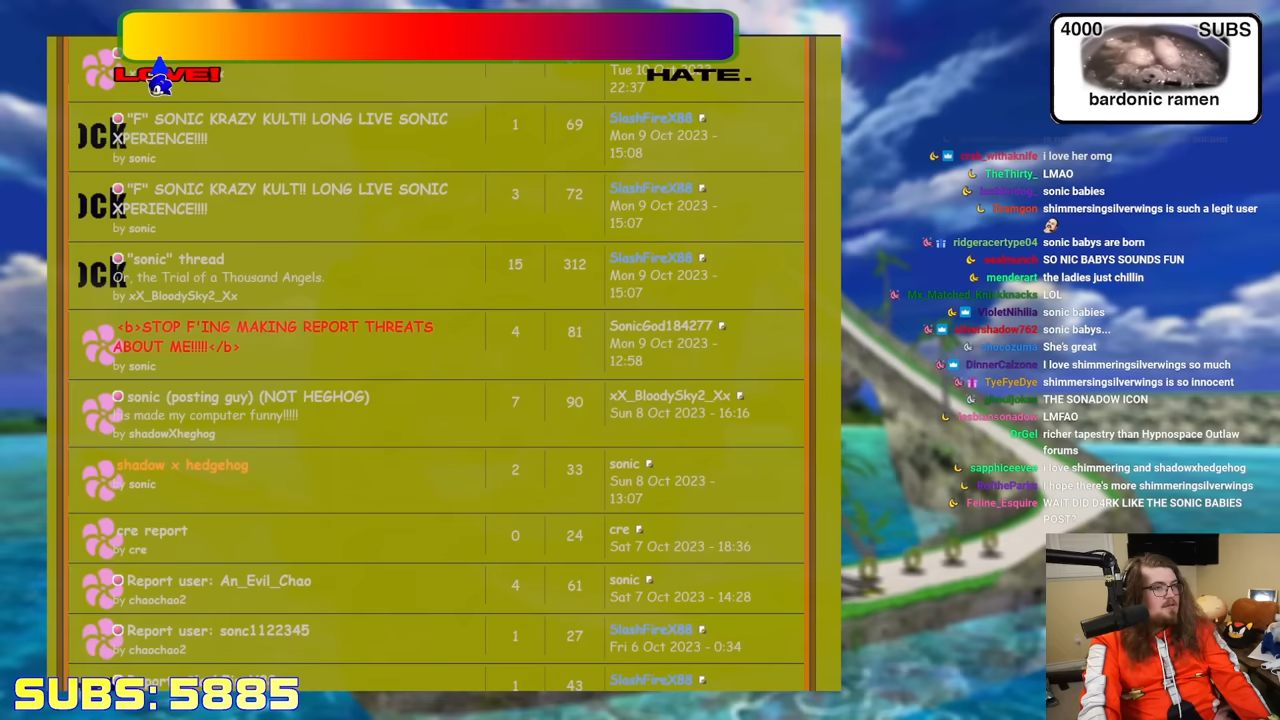 LOVE!
HATE.
Tue 10 Oct 2023 -
22:37
"F" SONIC KRAZY KULT!! LONG LIVE SONIC
XPERIENCE!!!!
by sonic
1
69
SlashFireX88
Mon 9 Oct 2023 -
15:08
"F" SONIC KRAZY KULT!! LONG LIVE SONIC
XPERIENCE!!!!
by sonic
3
72
SlashFireX88
Mon 9 Oct 2023 -
15:07
"sonic" thread
Or, the Trial of a Thousand Angels.
by xX_BloodySky2_Xx
15
312
SlashFireX88
Mon 9 Oct 2023 -
15:07
<b>STOP F'ING MAKING REPORT THREATS
ABOUT ME!!!!!</b>
by sonic
4
81
SonicGod184277
Mon 9 Oct 2023 -
12:58
sonic (posting guy) (NOT HEGHOG)
his made my computer funny!!!!!
by shadowXheghog
7
90
xX_BloodySky2_Xx
Sun 8 Oct 2023 - 16:16
shadow x hedgehog
by sonic
2
33
sonic
Sun 8 Oct 2023 -
13:07
cre report
by cre
0
24
cre
Sat 7 Oct 2023 - 18:36
Report user: An_Evil_Chao
by chaochao2
4
61
sonic
Sat 7 Oct 2023 - 14:28
Report user: sonc1122345
by chaochao2
1
27
SlashFireX88
Fri 6 Oct 2023 - 0:34
1
43
SlashFireX88
SUBS: 5885
4000 SUBS
bardonic ramen
i love her omg
TheThirty_ LMAO
sonic babies
Tramgon shimmersingsilverwings is such a legit user
ridgeracertype04 sonic babys are born
SO NIC BABYS SOUNDS FUN
menderart the ladies just chillin
LOL
VioletNihilia sonic babies
sonic babys...
She's great
DinnerCalzone I love shimmeringsilverwings so much
TyeFyeDye shimmersingsilverwings is so innocent
THE SONADOW ICON
LMFAO
DrGel richer tapestry than Hypnospace Outlaw
forums
i love shimmering and shadowxhedgehog
I hope there's more shimmeringsilverwings
Feline_Esquire WAIT DID D4RK LIKE THE SONIC BABIES
POST?